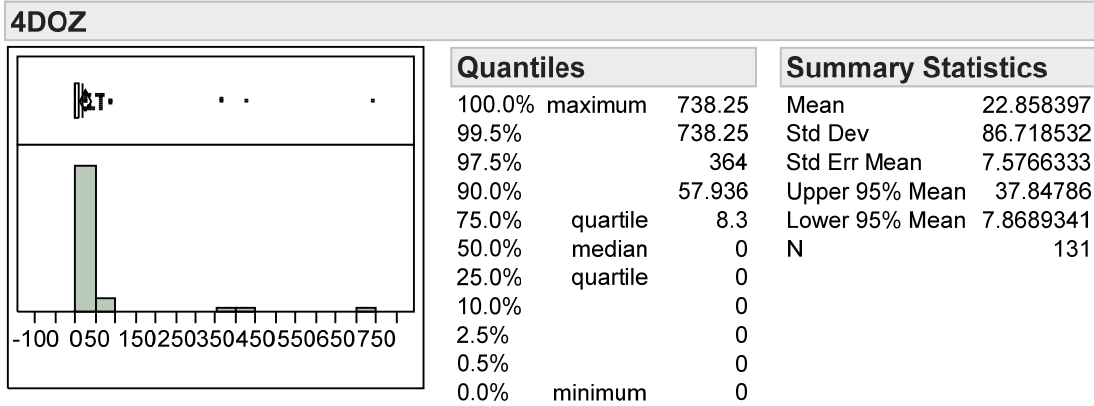 4DOZ
-100 050 150250350450550650750
Quantiles
100.0% maximum 738.25
99.5% 738.25
97.5% 364
90.0% 57.936
75.0% quartile 8.3
50.0% median 0
25.0% quartile 0
10.0% 0
2.5% 0
0.5% 0
0.0% minimum 0
Summary Statistics
Mean 22.858397
Std Dev 86.718532
Std Err Mean 7.5766333
Upper 95% Mean 37.84786
Lower 95% Mean 7.8689341
N 131